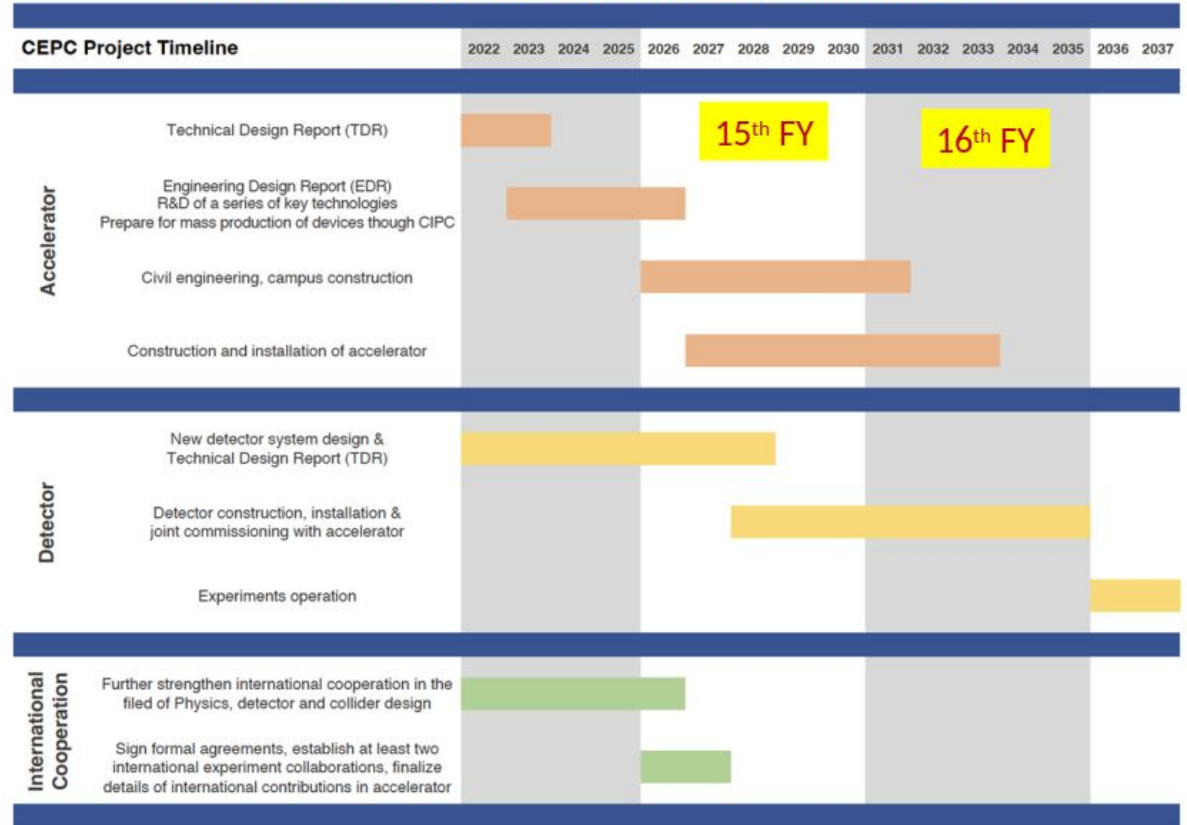 CEPC Project Timeline 2022 2023 2024 2025 2026 2027 2028 2029 2030 2031 2032 2033 2034 2035 2036 2037
Accelerator
Technical Design Report (TDR)
15th FY
16th FY
Engineering Design Report (EDR)
R&D of a series of key technologies
Prepare for mass production of devices though CIPC
Civil engineering, campus construction
Construction and installation of accelerator
Detector
New detector system design &
Technical Design Report (TDR)
Detector construction, installation &
joint commissioning with accelerator
Experiments operation
International
Cooperation
Further strengthen international cooperation in the
filed of Physics, detector and collider design
Sign formal agreements, establish at least two
international experiment collaborations, finalize
details of international contributions in accelerator